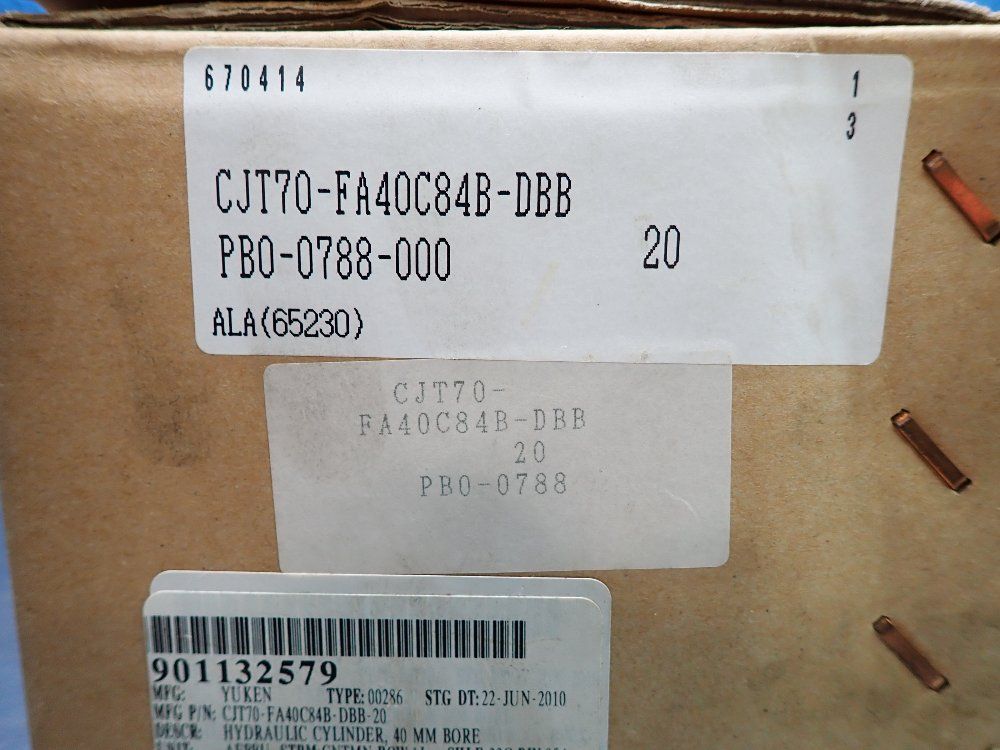 670414 1
3
CJT70-FA40C84B-DBB
PB0-0788-000 20
ALA(65230)
CJT70-
FA40C84B-DBB
20
PB0-0788
901132579
MFG: YUKEN TYPE: 00286 STG DT: 22-JUN-2010
MFG P/N: CJT70-FA40C84B-DBB-20
DESCR: HYDRAULIC CYLINDER, 40 MM BORE